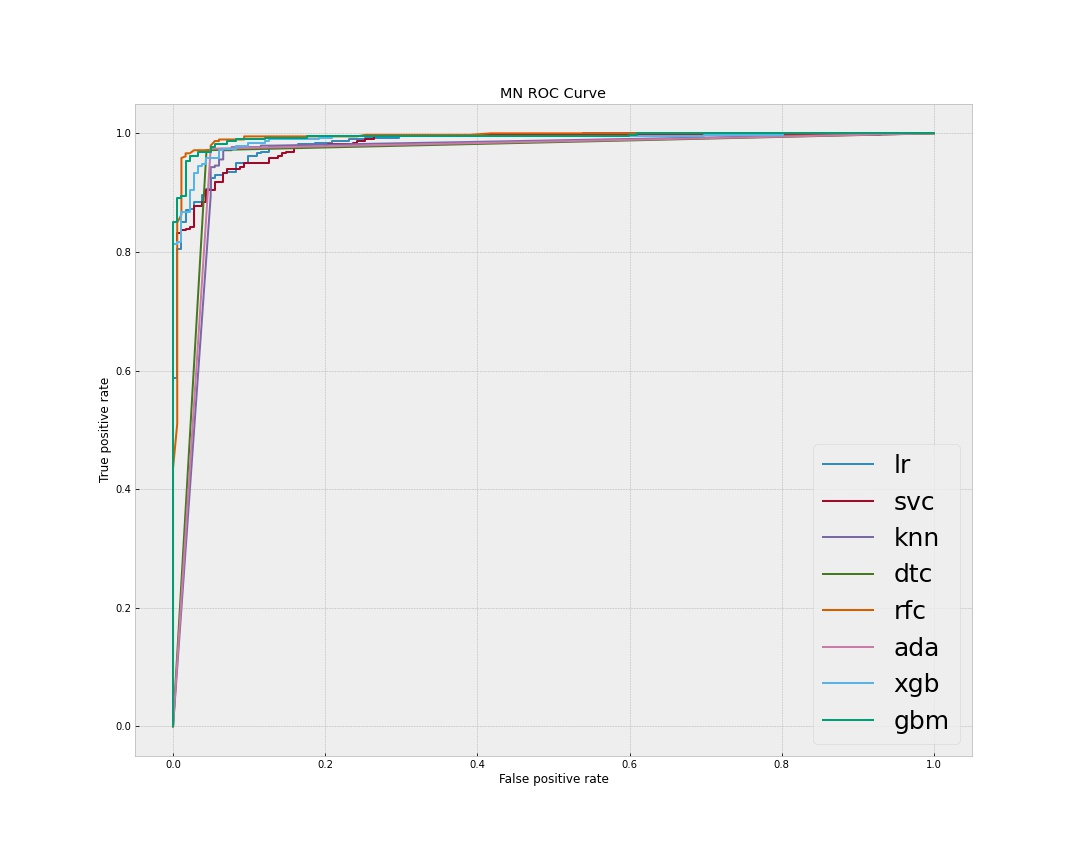 MN ROC Curve
True positive rate
1.0
0.8
0.6
0.4
0.2
0.0
lr
svc
knn
dtc
rfc
ada
xgb
gbm
0.0 0.2 0.4 0.6 0.8 1.0
False positive rate